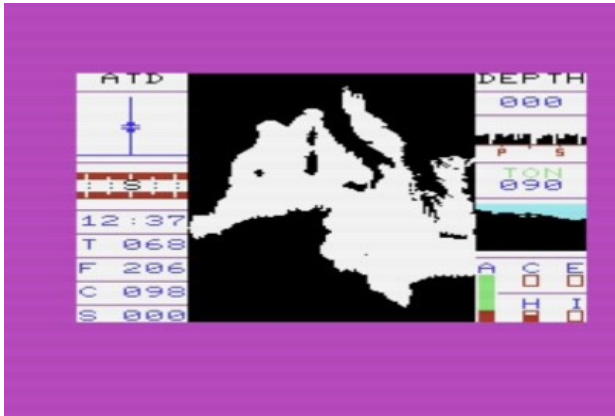 ATD
: : S : :
12:37
T 068
F 206
C 098
S 000
DEPTH
000
P S
TON
090
A C E
H I